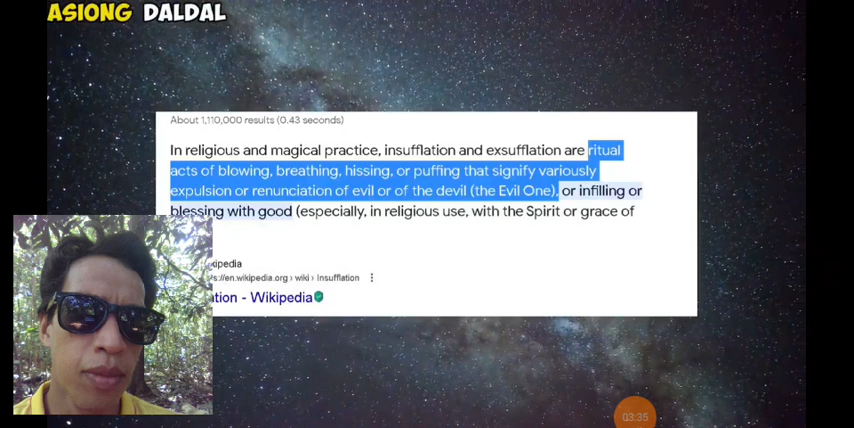 ASIONG DALDAL
About 1,110,000 results (0.43 seconds)
In religious and magical practice, insufflation and exsufflation are ritual
acts of blowing, breathing, hissing, or puffing that signify variously
expulsion or renunciation of evil or of the devil (the Evil One), or infilling or
blessing with good (especially, in religious use, with the Spirit or grace of
kipedia
s://en.wikipedia.org › wiki › Insufflation
tion - Wikipedia
03:35